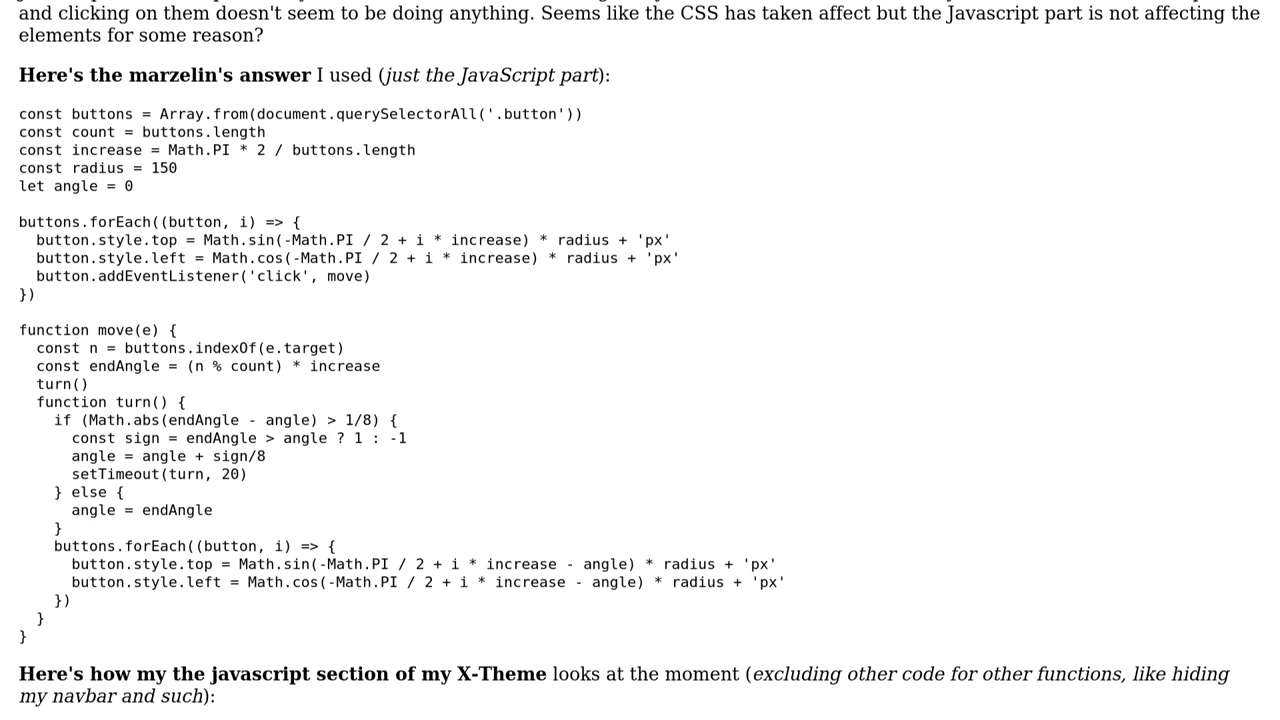 and clicking on them doesn't seem to be doing anything. Seems like the CSS has taken affect but the Javascript part is not affecting the
elements for some reason?
Here's the marzelin's answer I used (just the JavaScript part):
const buttons = Array.from(document.querySelectorAll('.button'))
const count = buttons.length
const increase = Math.PI * 2 / buttons.length
const radius = 150
let angle = 0
buttons.forEach((button, i) => {
  button.style.top = Math.sin(-Math.PI / 2 + i * increase) * radius + 'px'
  button.style.left = Math.cos(-Math.PI / 2 + i * increase) * radius + 'px'
  button.addEventListener('click', move)
})
function move(e) {
  const n = buttons.indexOf(e.target)
  const endAngle = (n % count) * increase
  turn()
  function turn() {
    if (Math.abs(endAngle - angle) > 1/8) {
      const sign = endAngle > angle ? 1 : -1
      angle = angle + sign/8
      setTimeout(turn, 20)
    } else {
      angle = endAngle
    }
    buttons.forEach((button, i) => {
      button.style.top = Math.sin(-Math.PI / 2 + i * increase - angle) * radius + 'px'
      button.style.left = Math.cos(-Math.PI / 2 + i * increase - angle) * radius + 'px'
    })
  }
}
Here's how my the javascript section of my X-Theme looks at the moment (excluding other code for other functions, like hiding
my navbar and such):